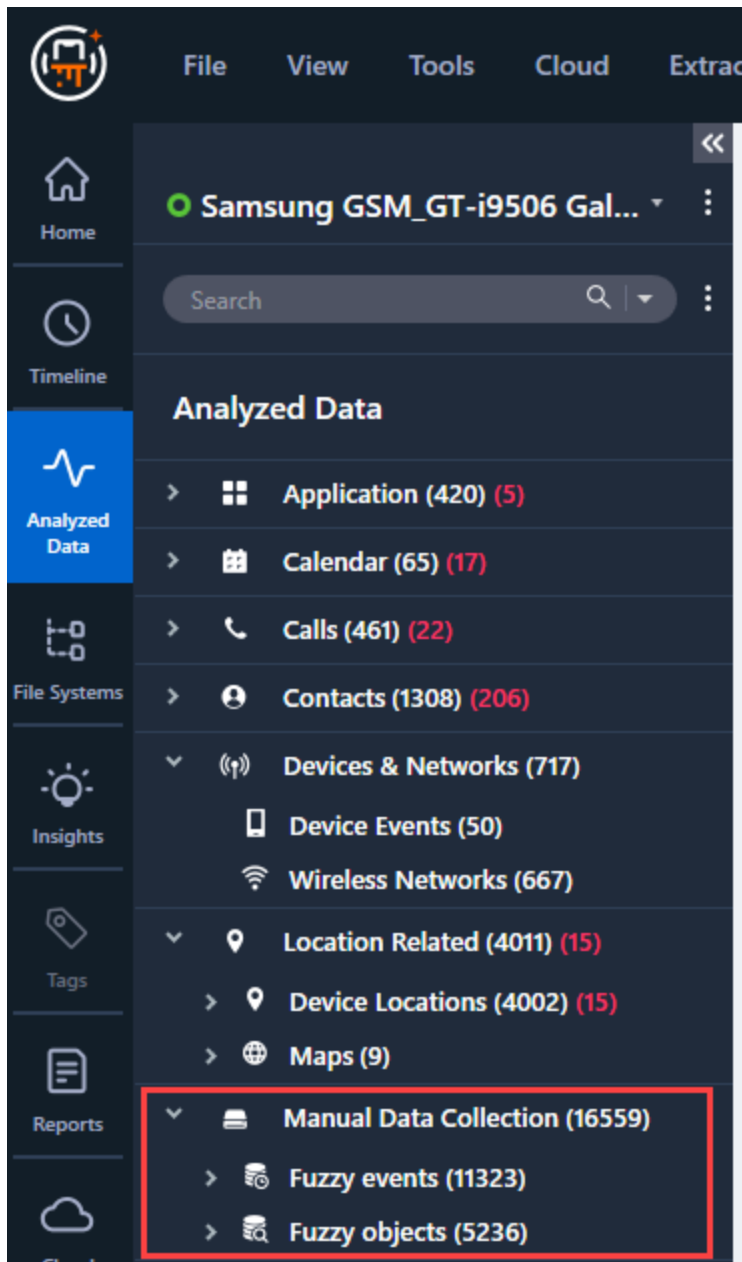 File View Tools Cloud Extrac
Home
Samsung GSM_GT-i9506 Gal...
Search
Timeline
Analyzed Data
Analyzed
Data
Application (420) (5)
Calendar (65) (17)
Calls (461) (22)
File Systems
Contacts (1308) (206)
Devices & Networks (717)
Insights
Device Events (50)
Wireless Networks (667)
Tags
Location Related (4011) (15)
Device Locations (4002) (15)
Maps (9)
Reports
Manual Data Collection (16559)
Fuzzy events (11323)
Fuzzy objects (5236)